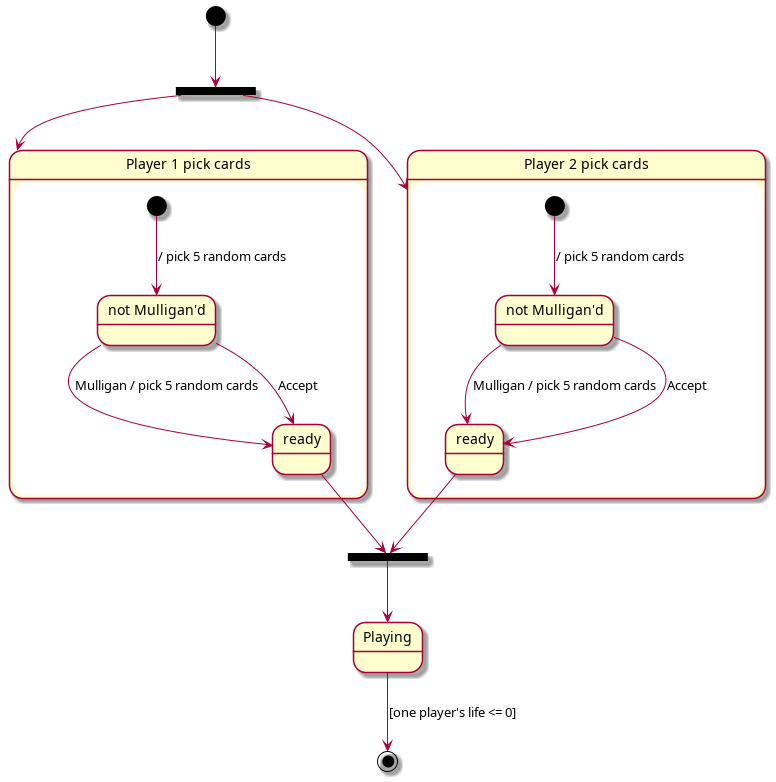 Player 1 pick cards
Player 2 pick cards
/ pick 5 random cards
/ pick 5 random cards
not Mulligan'd
not Mulligan'd
Mulligan / pick 5 random cards
Accept
Mulligan / pick 5 random cards
Accept
ready
ready
Playing
[one player's life <= 0]